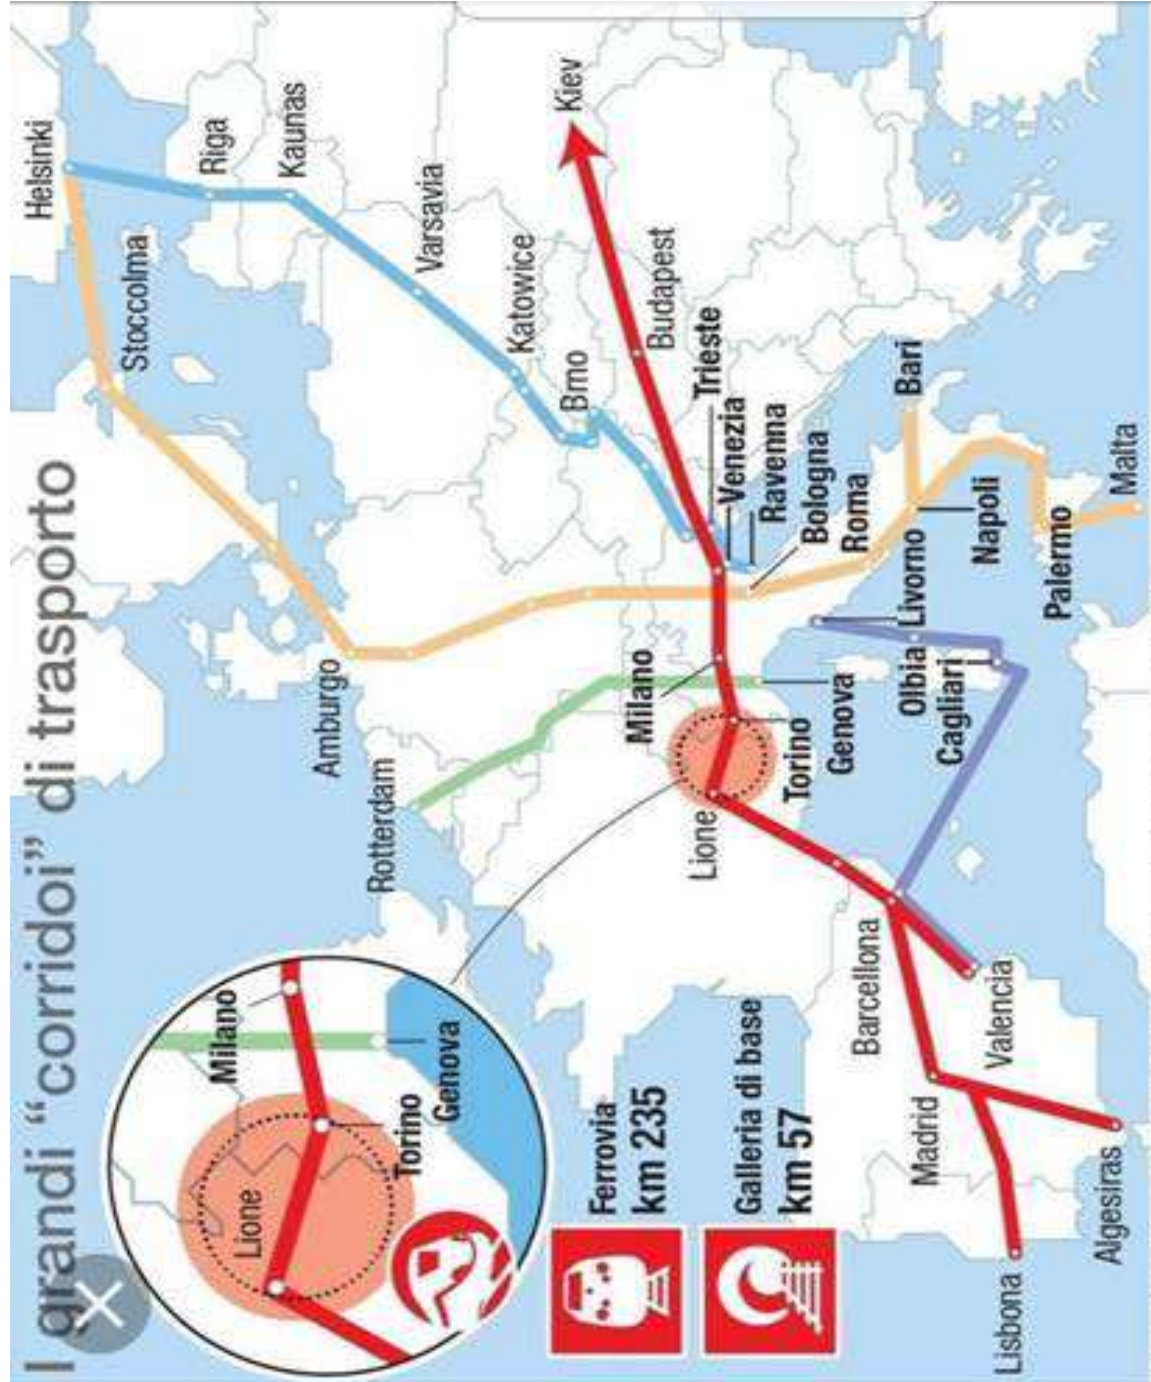 I grandi “corridoi” di trasporto
Helsinki
Stoccolma
Riga
Kaunas
Varsavia
Katowice
Brno
Kiev
Budapest
Amburgo
Rotterdam
Milano
Genova
Torino
Lione
Ferrovia
km 235
Galleria di base
km 57
Trieste
Venezia
Ravenna
Bologna
Roma
Bari
Napoli
Palermo
Malta
Livorno
Olbia
Cagliari
Milano
Torino
Genova
Lione
Barcellona
Valencia
Madrid
Algesiras
Lisbona